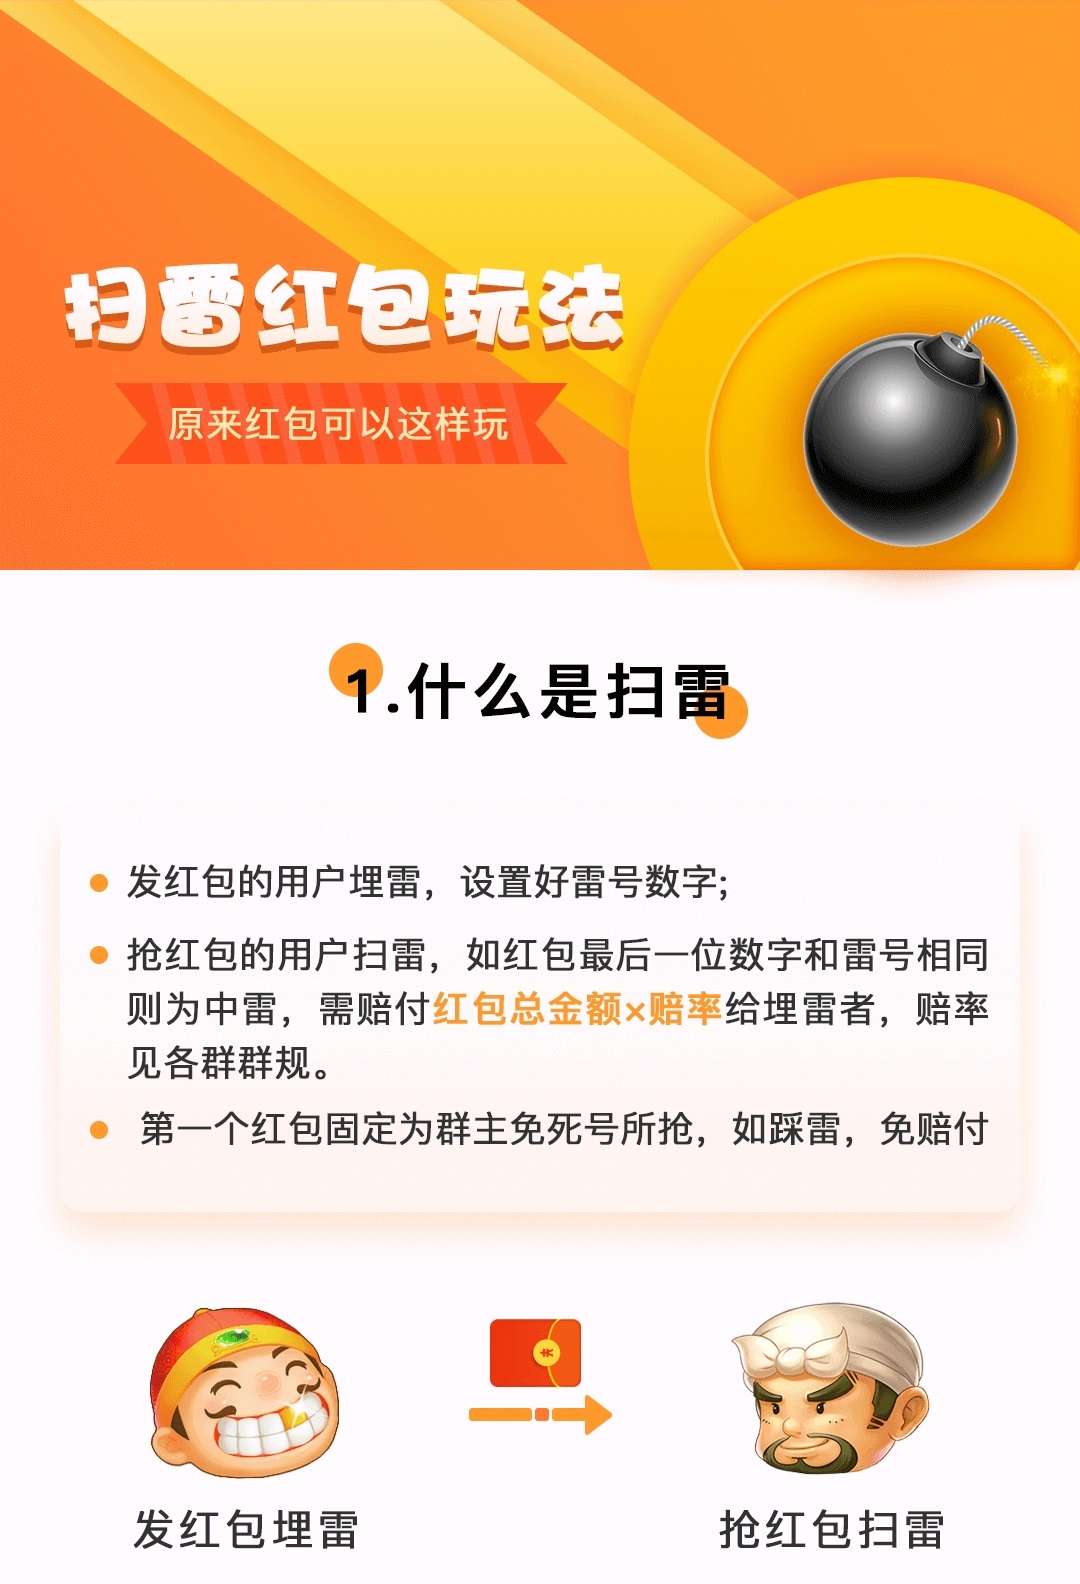 扫雷红包玩法
原来红包可以这样玩
1.什么是扫雷
发红包的用户埋雷，设置好雷号数字;
抢红包的用户扫雷，如红包最后一位数字和雷号相同
则为中雷，需赔付红包总金额×赔率给埋雷者，赔率
见各群群规。
第一个红包固定为群主免死号所抢，如踩雷，免赔付
发红包埋雷
抢红包扫雷